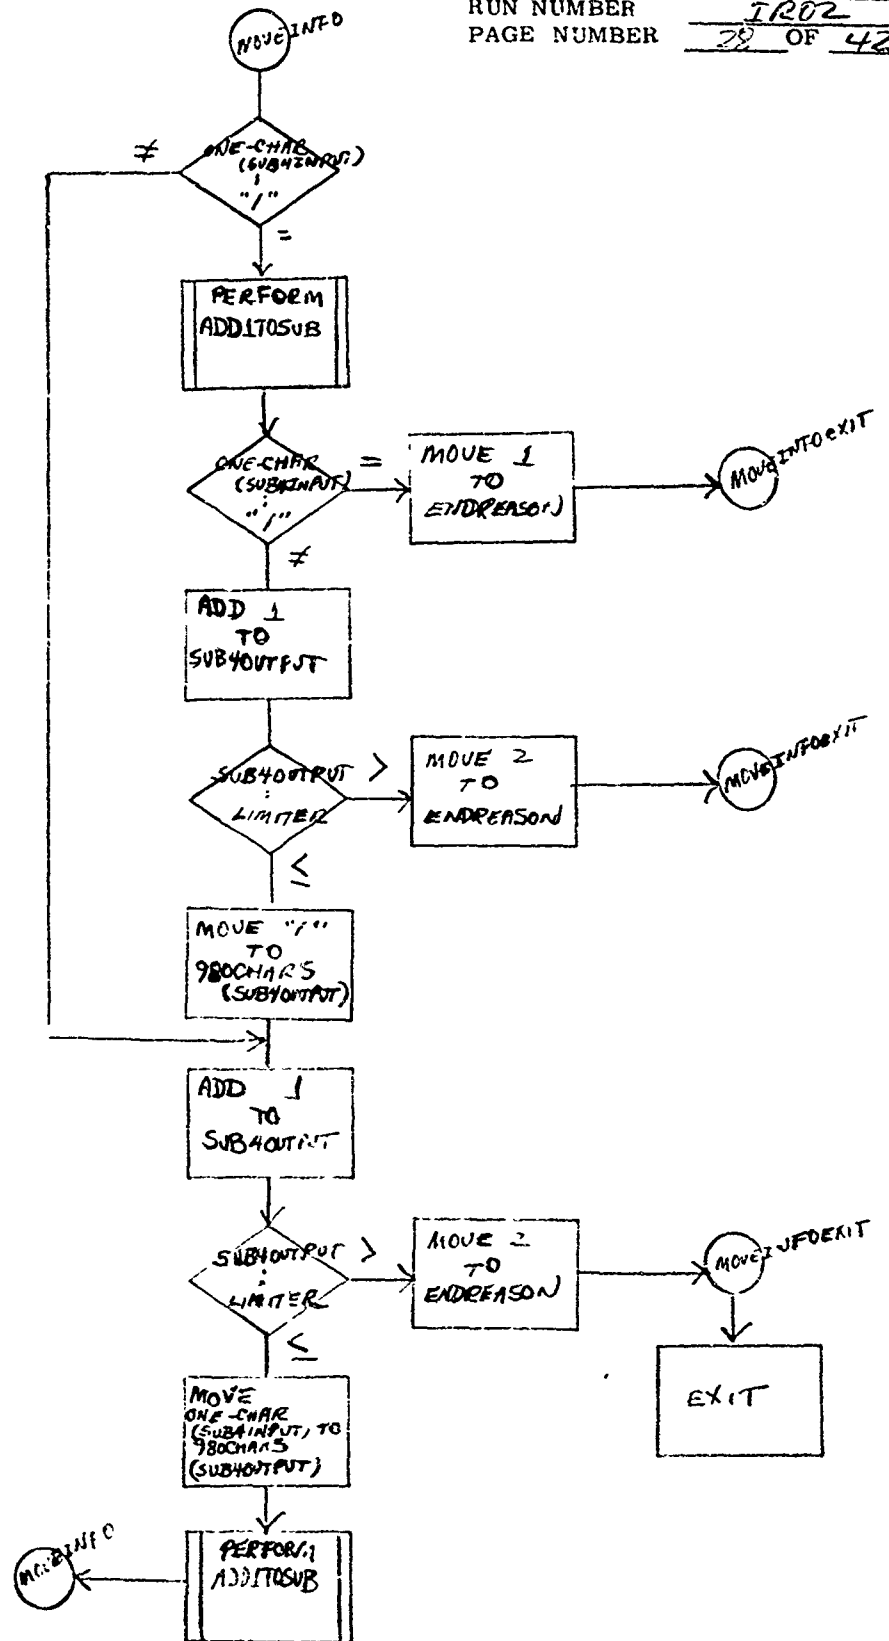 RUN NUMBER IR02
PAGE NUMBER 28 OF 42
MOVEINFO
≠
ONE-CHAR
(SUB4INPUT)
:
"/"
=
PERFORM
ADD1TOSUB
ONE-CHAR
(SUB4INPUT)
:
"/"
=
MOVE 1
TO
ENDREASON
MOVEINFOEXIT
≠
ADD 1
TO
SUB4OUTPUT
SUB4OUTPUT
:
LIMITER
>
MOVE 2
TO
ENDREASON
MOVEINFOEXIT
≤
MOVE "/"
TO
980CHARS
(SUB4OUTPUT)
ADD 1
TO
SUB4OUTPUT
SUB4OUTPUT
:
LIMITER
>
MOVE 2
TO
ENDREASON
MOVEINFOEXIT
≤
EXIT
MOVE
ONE-CHAR
(SUB4INPUT) TO
980CHARS
(SUB4OUTPUT)
MOVEINFO
PERFORM
ADD1TOSUB